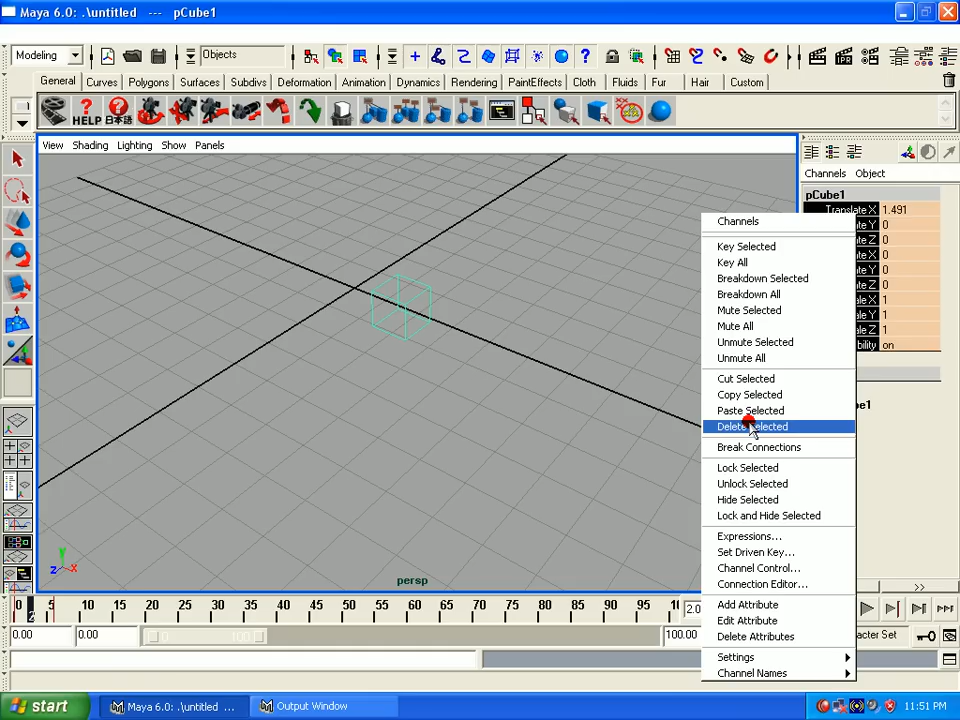 Maya 6.0: .\untitled --- pCube1
Modeling
Objects
General Curves Polygons Surfaces Subdivs Deformation Animation Dynamics Rendering PaintEffects Cloth Fluids Fur Hair Custom
HELP 日本語
View Shading Lighting Show Panels
Channels Object
pCube1
Translate X 1.491
0
0
0
0
0
1
1
1
on
Channels
Key Selected
Key All
Breakdown Selected
Breakdown All
Mute Selected
Mute All
Unmute Selected
Unmute All
Cut Selected
Copy Selected
Paste Selected
Delete Selected
Break Connections
Lock Selected
Unlock Selected
Hide Selected
Lock and Hide Selected
Expressions...
Set Driven Key...
Channel Control...
Connection Editor...
Add Attribute
Edit Attribute
Delete Attributes
Settings
Channel Names
y
z x
persp
0 5 10 15 20 25 30 35 40 45 50 55 60 65 70 75 80 85 90 95
2
0.00 0.00 100.00
start Maya 6.0: .\untitled ... Output Window 11:51 PM